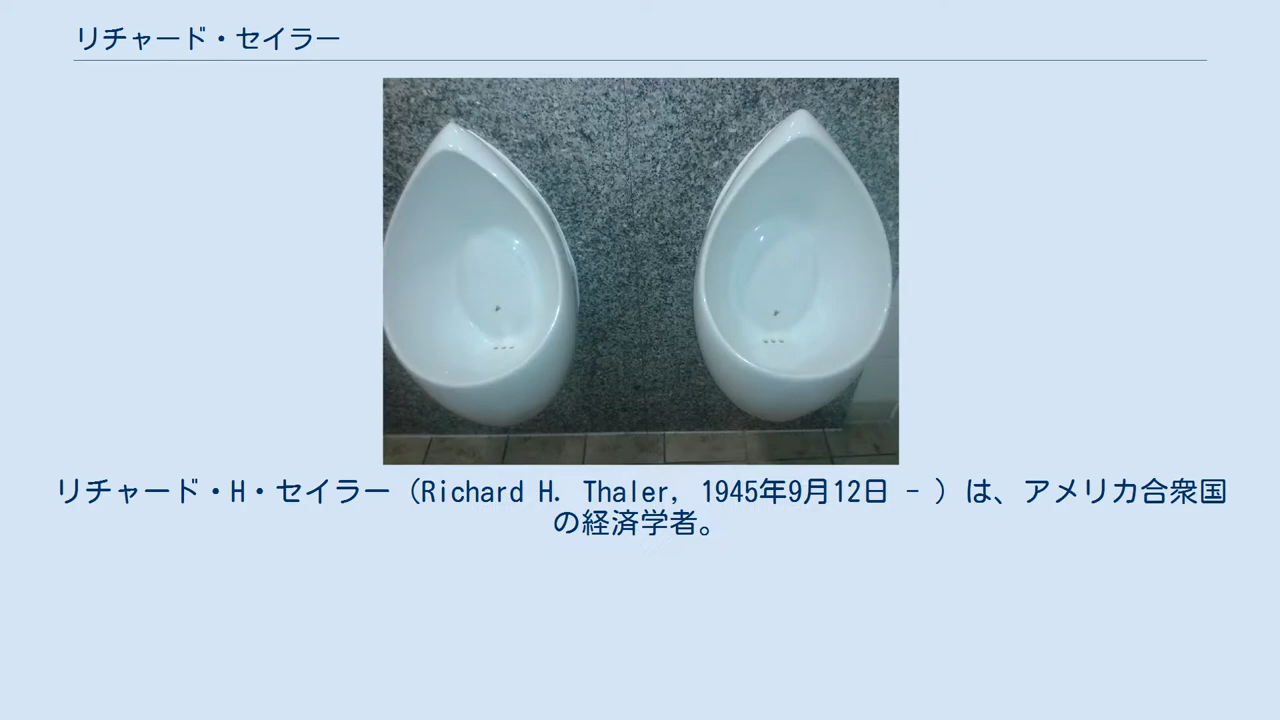 リチャード・セイラー
リチャード・H・セイラー（Richard H. Thaler, 1945年9月12日 - ）は、アメリカ合衆国
の経済学者。